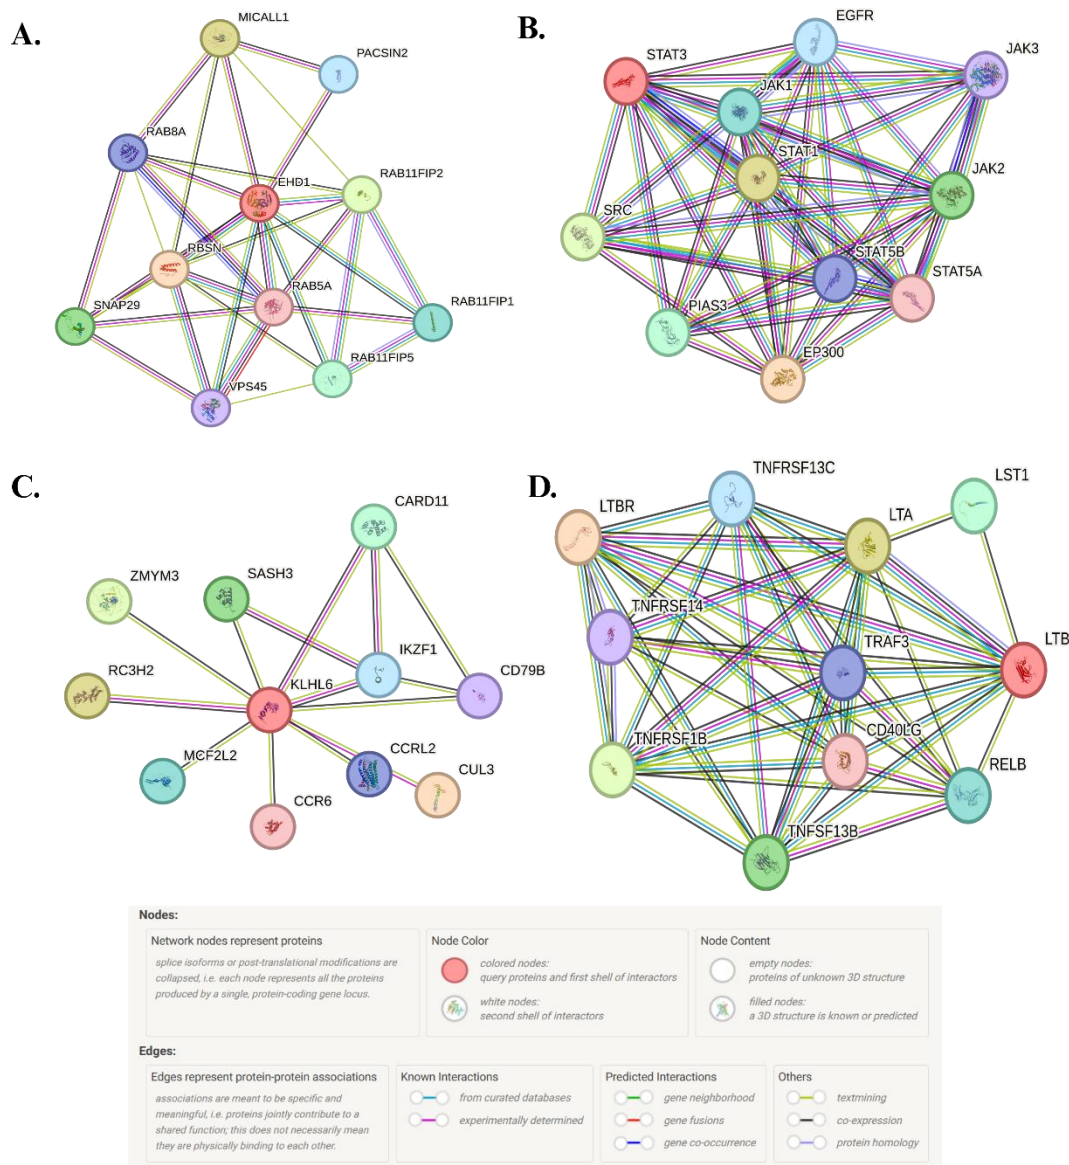 A.
MICALL1
PACSIN2
RAB8A
EHD1
RAB11FIP2
RBSN
RAB5A
SNAP29
RAB11FIP1
RAB11FIP5
VPS45
B.
EGFR
STAT3
JAK3
JAK1
STAT1
JAK2
SRC
STAT5B
STAT5A
PIAS3
EP300
C.
CARD11
ZMYM3
SASH3
IKZF1
RC3H2
KLHL6
CD79B
MCF2L2
CCRL2
CUL3
CCR6
D.
TNFRSF13C
LST1
LTBR
LTA
TNFRSF14
TRAF3
LTB
CD40LG
TNFRSF1B
RELB
TNFSF13B
Nodes:
Network nodes represent proteins
splice isoforms or post-translational modifications are
collapsed, i.e. each node represents all the proteins
produced by a single, protein-coding gene locus.
Node Color
colored nodes:
query proteins and first shell of interactors
white nodes:
second shell of interactors
Node Content
empty nodes:
proteins of unknown 3D structure
filled nodes:
a 3D structure is known or predicted
Edges:
Edges represent protein-protein associations
associations are meant to be specific and
meaningful, i.e. proteins jointly contribute to a
shared function; this does not necessarily mean
they are physically binding to each other.
Known Interactions
from curated databases
experimentally determined
Predicted Interactions
gene neighborhood
gene fusions
gene co-occurrence
Others
textmining
co-expression
protein homology